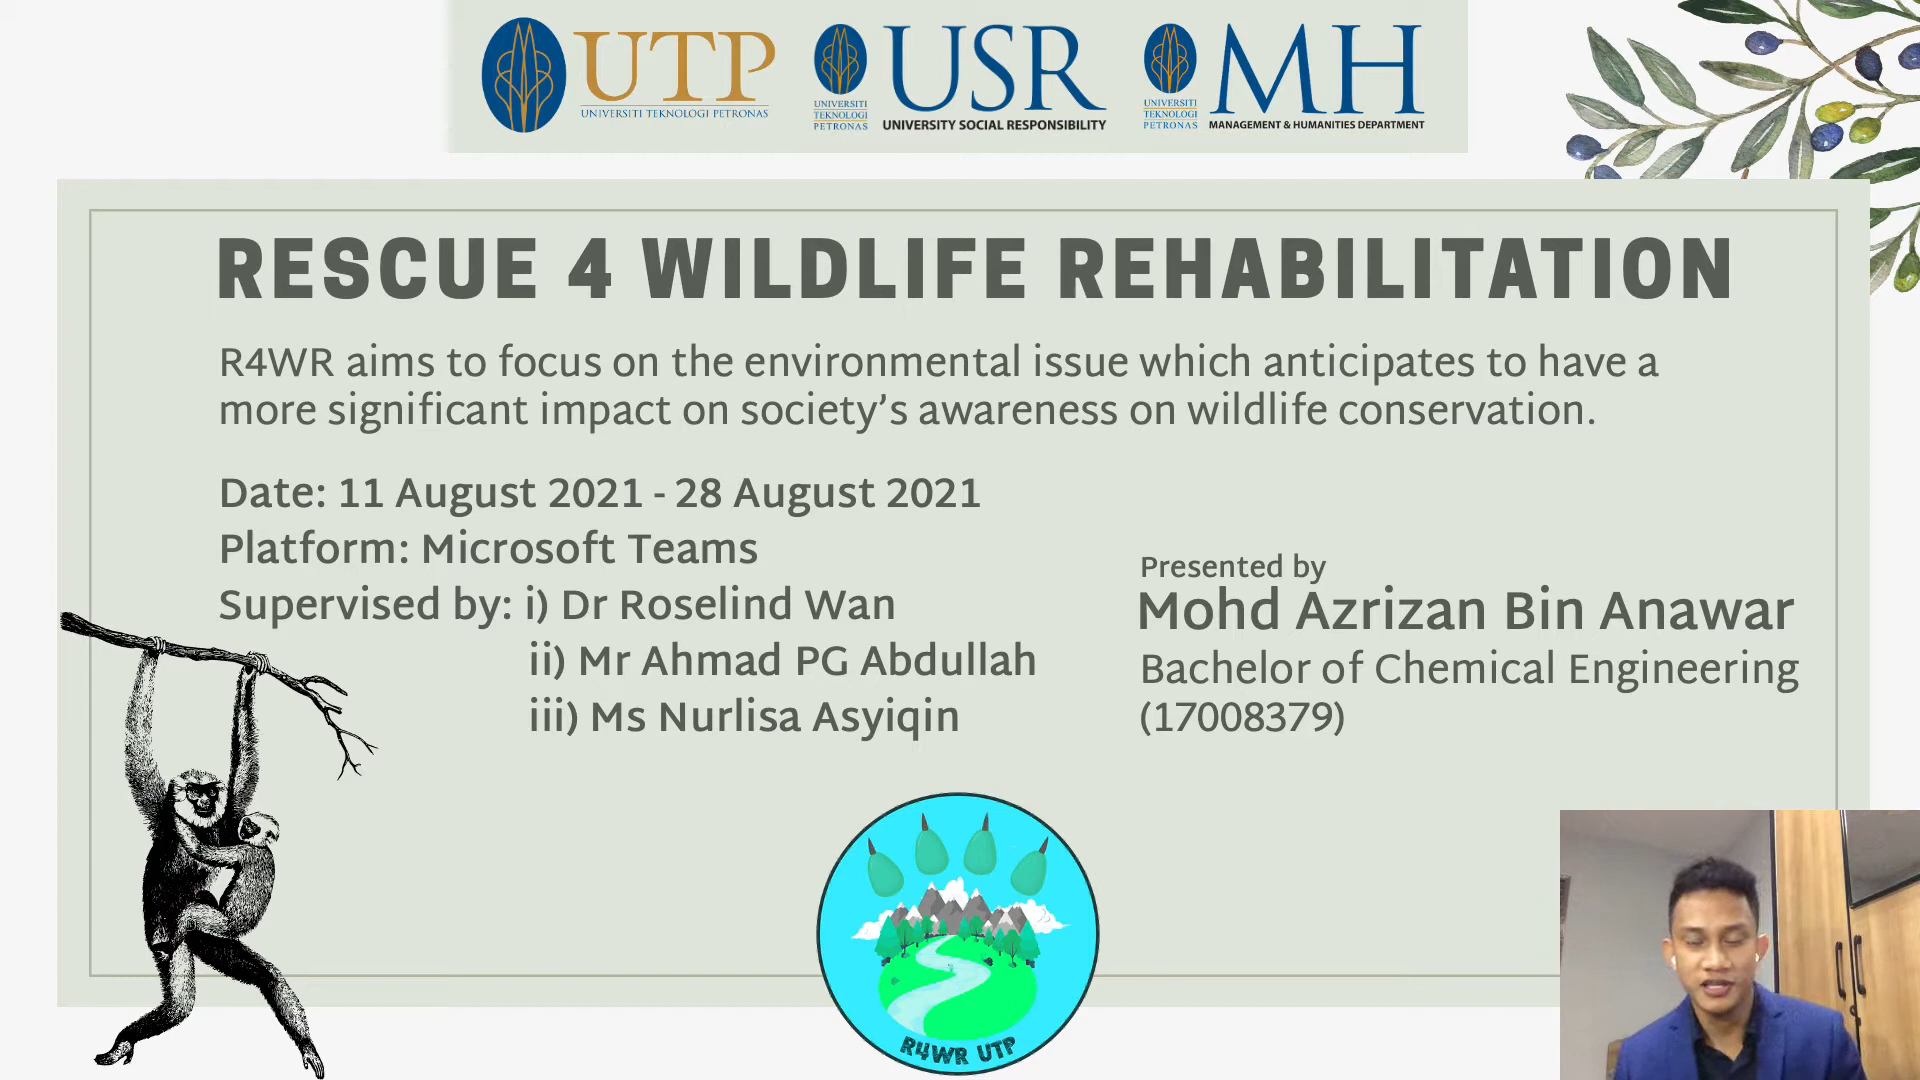 UTP
UNIVERSITI TEKNOLOGI PETRONAS
UNIVERSITI
TEKNOLOGI
PETRONAS
USR
UNIVERSITY SOCIAL RESPONSIBILITY
UNIVERSITI
TEKNOLOGI
PETRONAS
MH
MANAGEMENT & HUMANITIES DEPARTMENT
RESCUE 4 WILDLIFE REHABILITATION
R4WR aims to focus on the environmental issue which anticipates to have a
more significant impact on society’s awareness on wildlife conservation.
Date: 11 August 2021 - 28 August 2021
Platform: Microsoft Teams
Supervised by: i) Dr Roselind Wan
ii) Mr Ahmad PG Abdullah
iii) Ms Nurlisa Asyiqin
Presented by
Mohd Azrizan Bin Anawar
Bachelor of Chemical Engineering
(17008379)
R4WR UTP